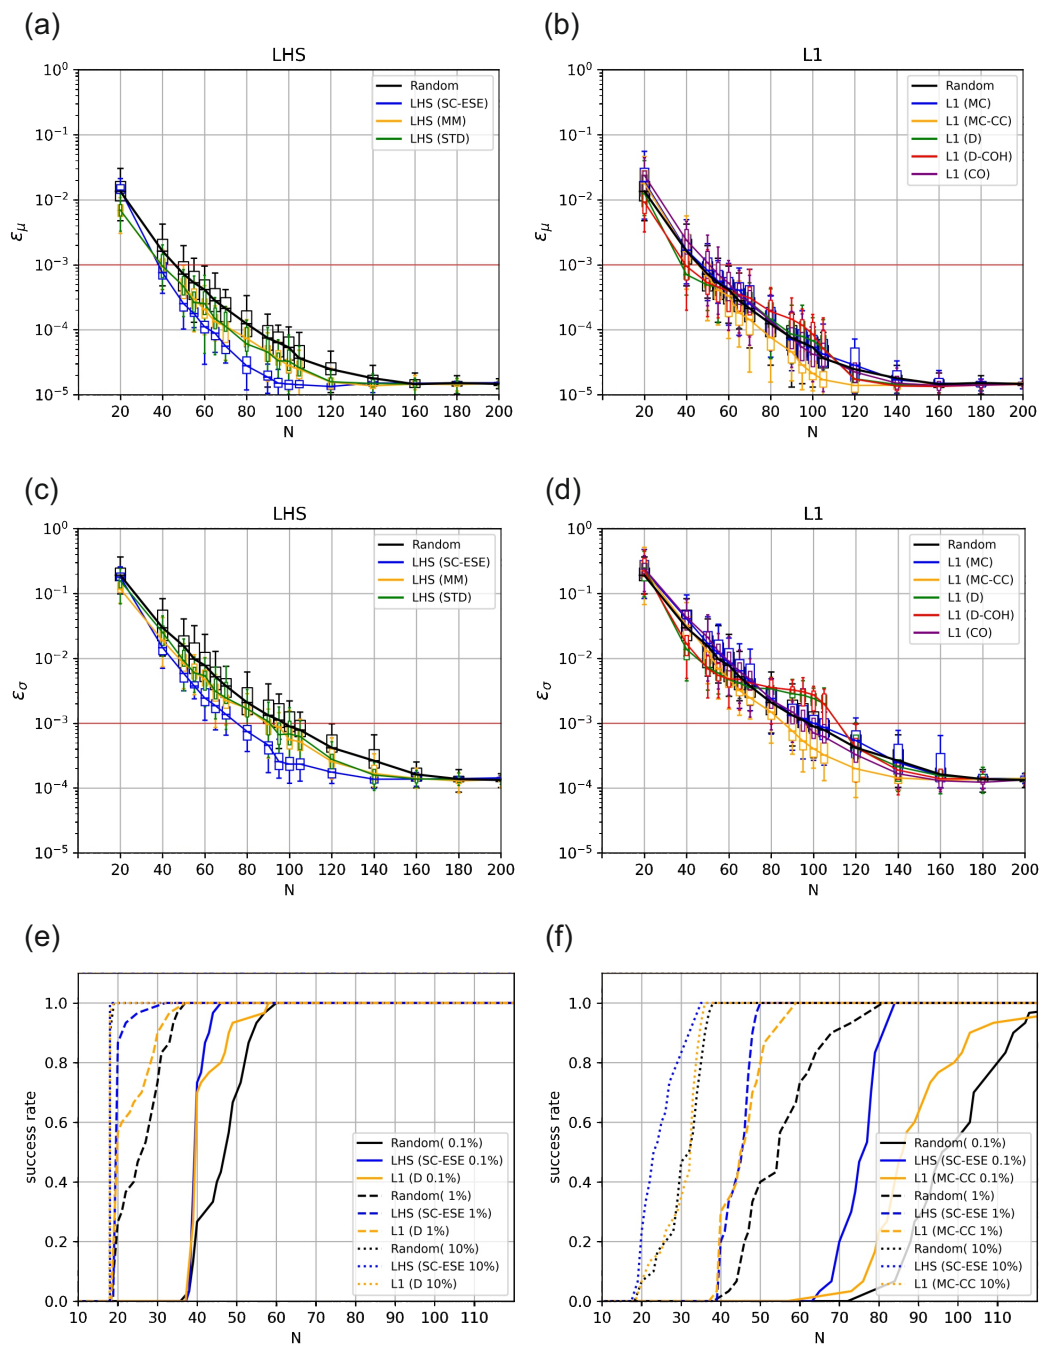 (a)
LHS
10⁰
10⁻¹
10⁻²
10⁻³
10⁻⁴
10⁻⁵
ε_μ
20 40 60 80 100 120 140 160 180 200
N
Random
LHS (SC-ESE)
LHS (MM)
LHS (STD)
(b)
L1
10⁰
10⁻¹
10⁻²
10⁻³
10⁻⁴
10⁻⁵
ε_μ
20 40 60 80 100 120 140 160 180 200
N
Random
L1 (MC)
L1 (MC-CC)
L1 (D)
L1 (D-COH)
L1 (CO)
(c)
LHS
10⁰
10⁻¹
10⁻²
10⁻³
10⁻⁴
10⁻⁵
ε_σ
20 40 60 80 100 120 140 160 180 200
N
Random
LHS (SC-ESE)
LHS (MM)
LHS (STD)
(d)
L1
10⁰
10⁻¹
10⁻²
10⁻³
10⁻⁴
10⁻⁵
ε_σ
20 40 60 80 100 120 140 160 180 200
N
Random
L1 (MC)
L1 (MC-CC)
L1 (D)
L1 (D-COH)
L1 (CO)
(e)
1.0
0.8
0.6
0.4
0.2
0.0
success rate
10 20 30 40 50 60 70 80 90 100 110
N
Random( 0.1%)
LHS (SC-ESE 0.1%)
L1 (D 0.1%)
Random( 1%)
LHS (SC-ESE 1%)
L1 (D 1%)
Random( 10%)
LHS (SC-ESE 10%)
L1 (D 10%)
(f)
1.0
0.8
0.6
0.4
0.2
0.0
success rate
10 20 30 40 50 60 70 80 90 100 110
N
Random( 0.1%)
LHS (SC-ESE 0.1%)
L1 (MC-CC 0.1%)
Random( 1%)
LHS (SC-ESE 1%)
L1 (MC-CC 1%)
Random( 10%)
LHS (SC-ESE 10%)
L1 (MC-CC 10%)